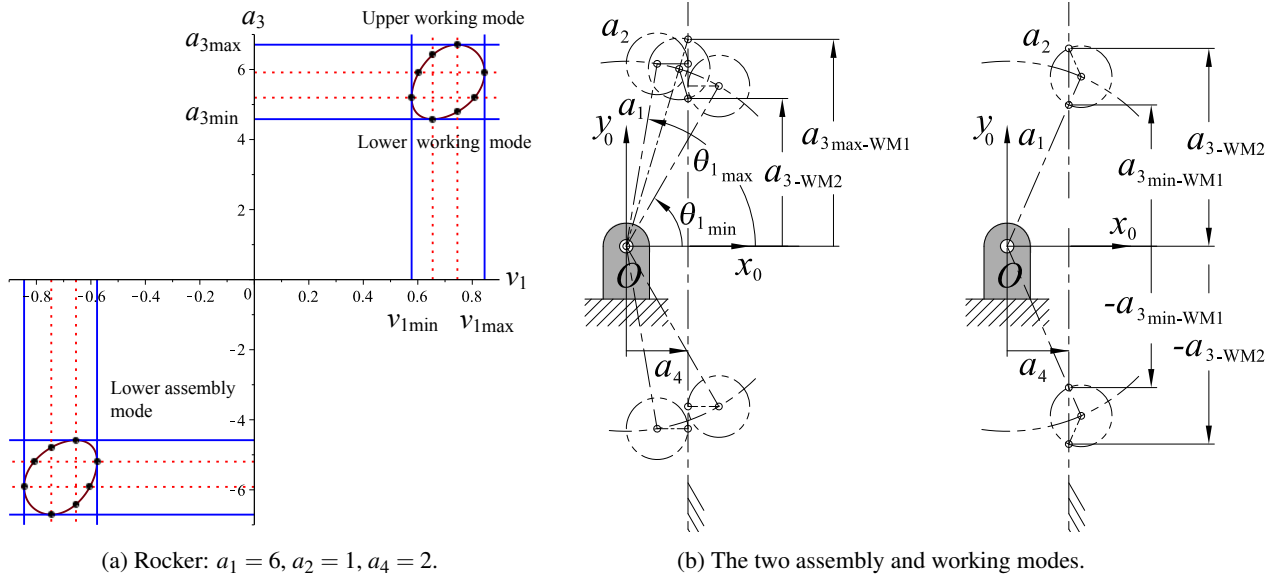 a3
Upper working mode
a3max
6
a3min
4
Lower working mode
2
-0.8 -0.6 -0.4 -0.2 0 0.2 0.4 0.6 0.8 v1
v1min v1max
-2
Lower assembly
mode
-4
-6
(a) Rocker: a1 = 6, a2 = 1, a4 = 2.
a2
a1
y0
θ1max
θ1min
a3max-WM1
a3-WM2
x0
O
a4
a2
a1
y0
a3-WM2
a3min-WM1
x0
O
-a3min-WM1
-a3-WM2
a4
(b) The two assembly and working modes.